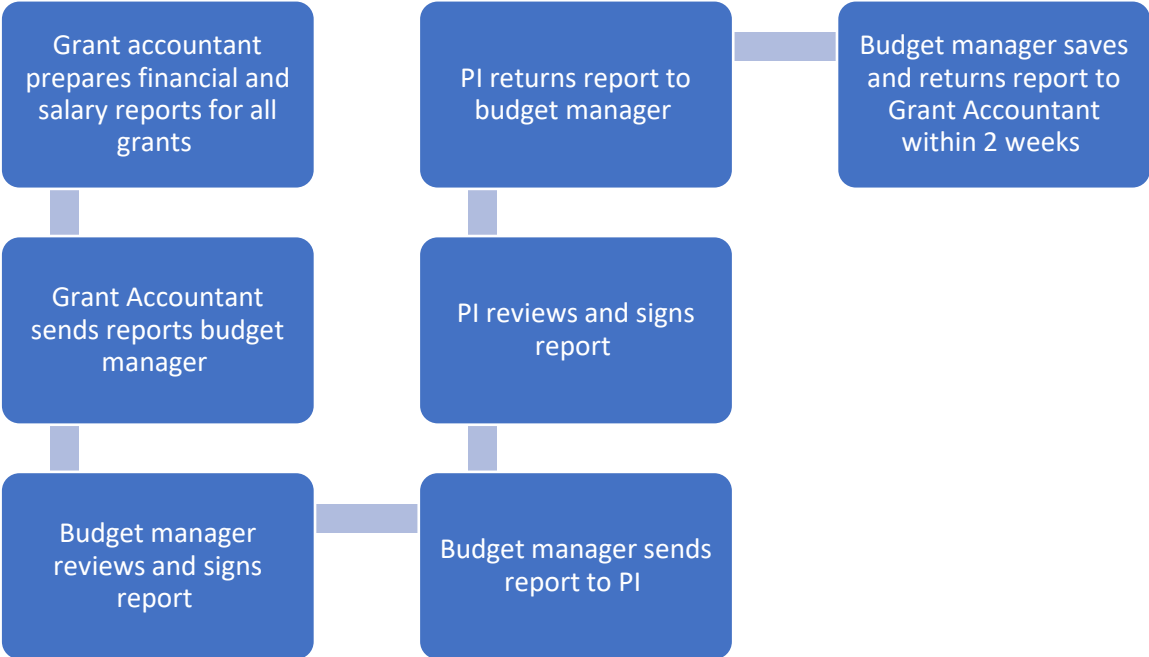 Grant accountant
prepares financial and
salary reports for all
grants
Grant Accountant
sends reports budget
manager
Budget manager
reviews and signs
report
Budget manager sends
report to PI
PI reviews and signs
report
PI returns report to
budget manager
Budget manager saves
and returns report to
Grant Accountant
within 2 weeks